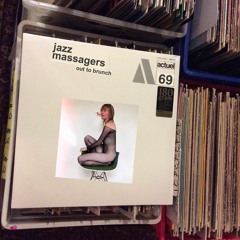 jazz
massagers
out to brunch
actuel
69